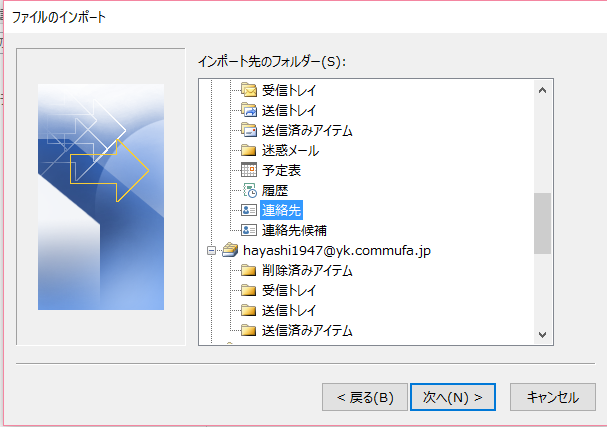 ファイルのインポート
インポート先のフォルダー(S):
受信トレイ
送信トレイ
送信済みアイテム
迷惑メール
予定表
履歴
連絡先
連絡先候補
hayashi1947@yk.commufa.jp
削除済みアイテム
受信トレイ
送信トレイ
送信済みアイテム
< 戻る(B) 次へ(N) > キャンセル